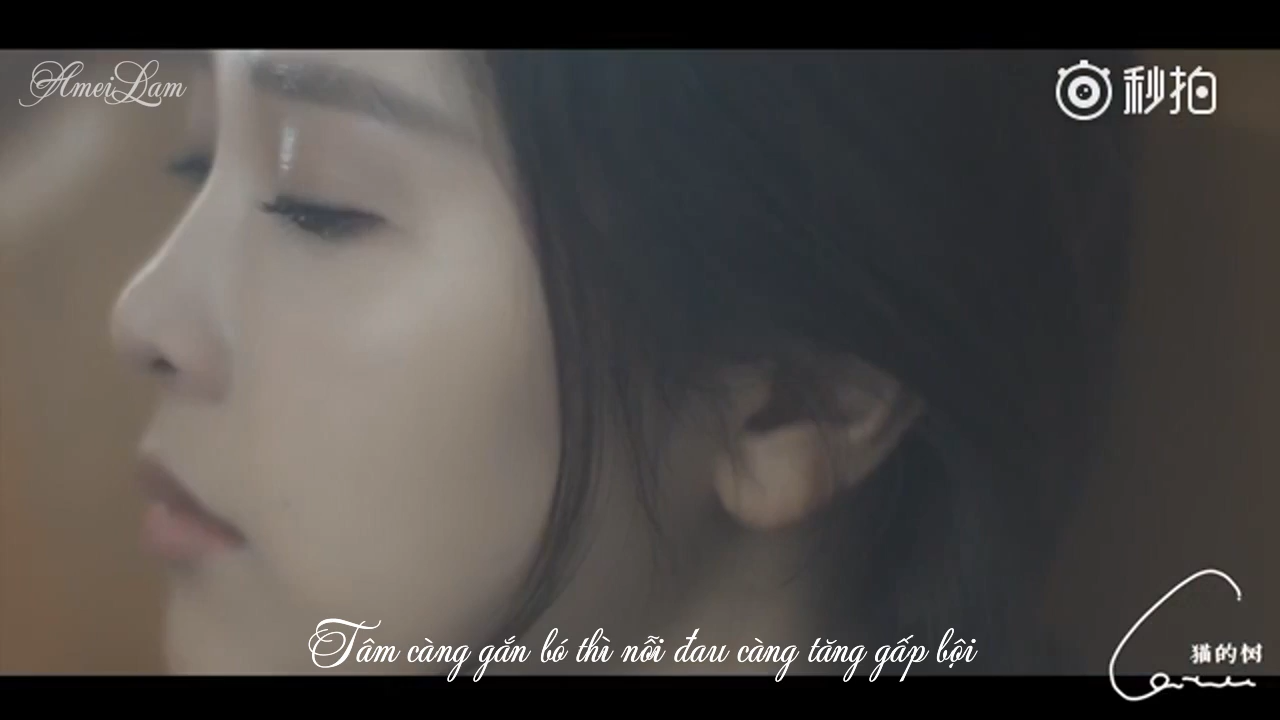 AmeiLam
秒拍
Tâm càng gắn bó thì nỗi đau càng tăng gấp bội
猫的树